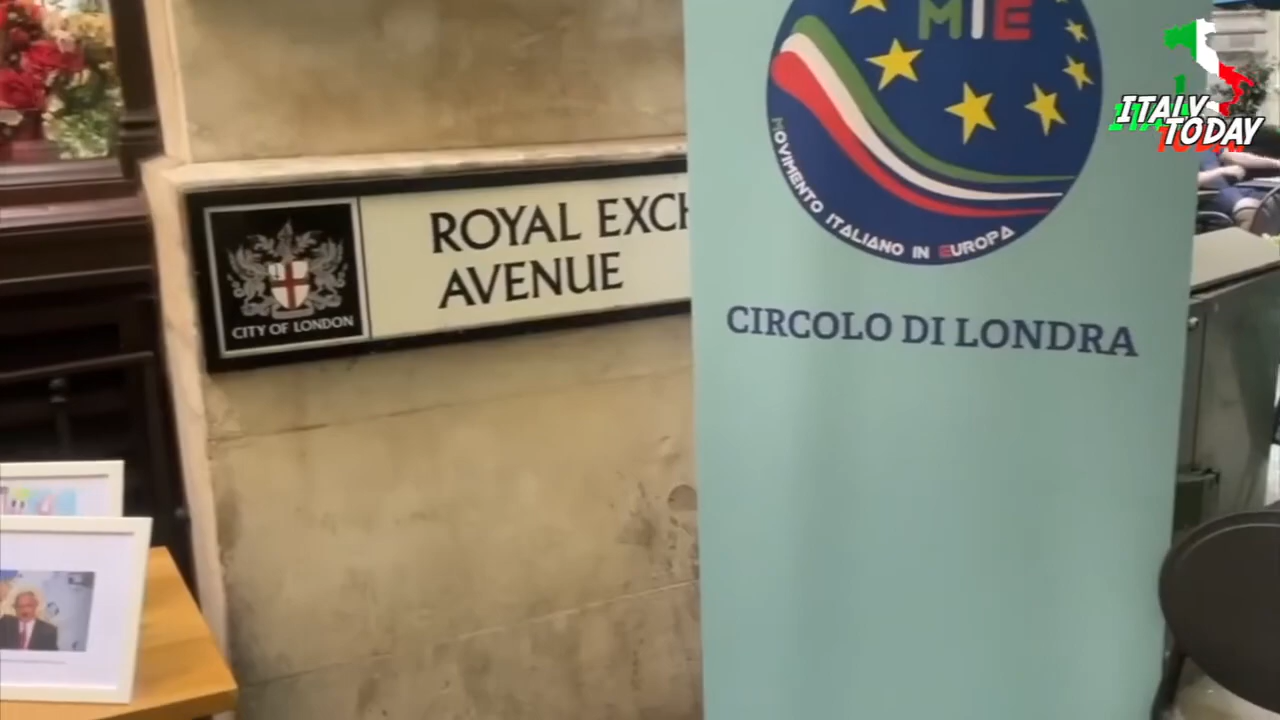 MIE
MOVIMENTO ITALIANO IN EUROPA
CIRCOLO DI LONDRA
ROYAL EXCH
AVENUE
CITY OF LONDON
ITALY
TODAY